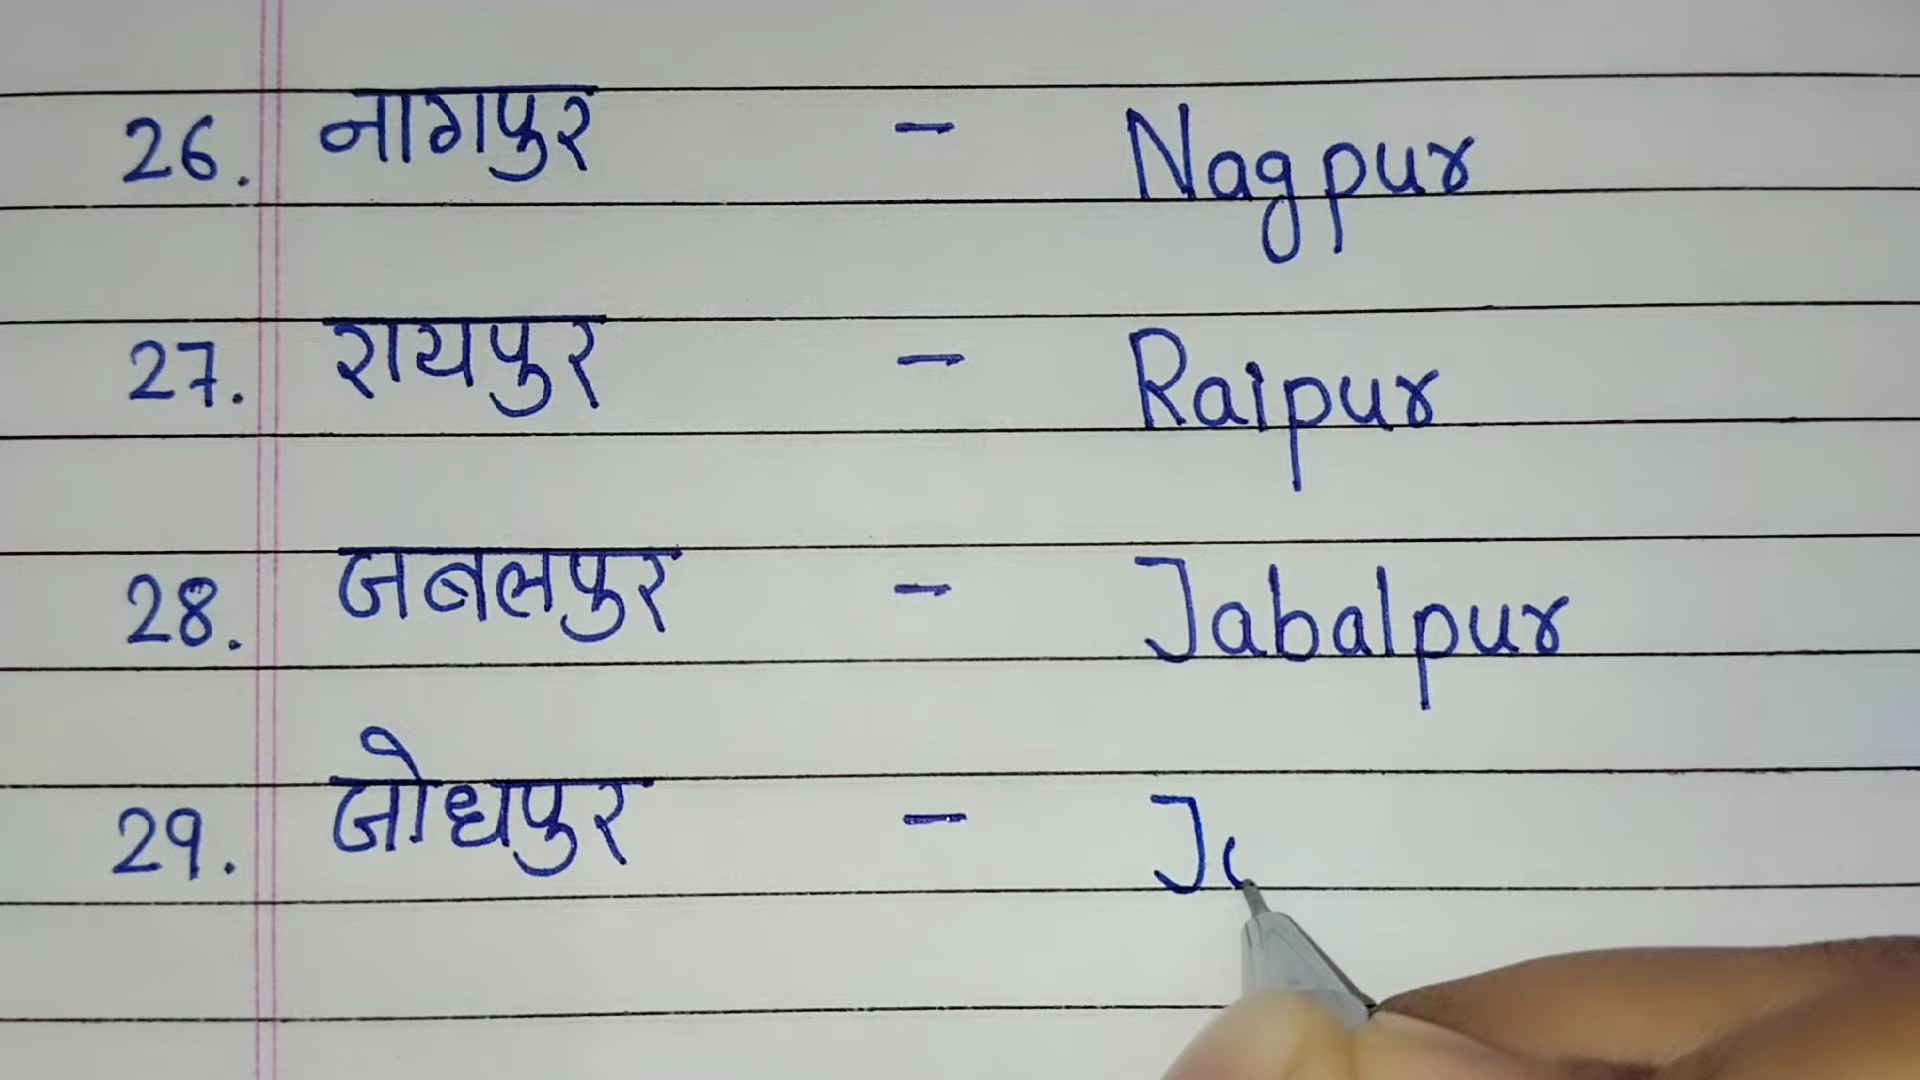 26. नागपुर - Nagpur
27. रायपुर - Raipur
28. जबलपुर - Jabalpur
29. जोधपुर - J